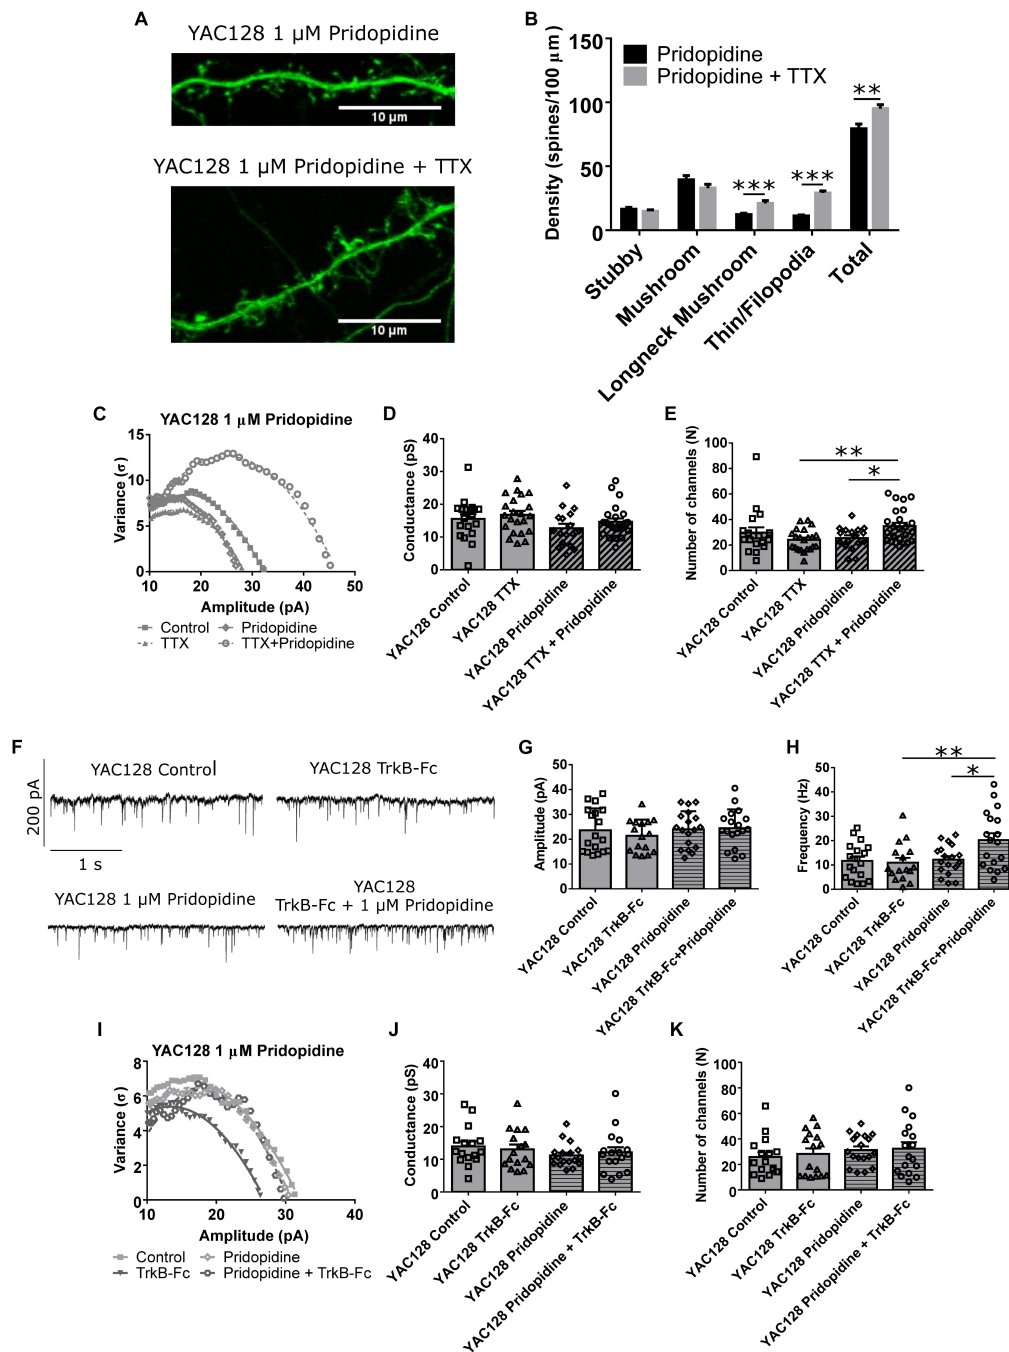 A
YAC128 1 µM Pridopidine
10 µm
YAC128 1 µM Pridopidine + TTX
10 µm
B
Density (spines/100 µm)
150
100
50
0
Pridopidine
Pridopidine + TTX
***
***
**
Stubby
Mushroom
Longneck Mushroom
Thin/Filopodia
Total
C
YAC128 1 µM Pridopidine
Variance (σ)
15
10
5
0
10 20 30 40 50
Amplitude (pA)
Control Pridopidine
TTX TTX+Pridopidine
D
Conductance (pS)
40
30
20
10
0
YAC128 Control
YAC128 TTX
YAC128 Pridopidine
YAC128 TTX + Pridopidine
E
Number of channels (N)
100
80
60
40
20
0
**
*
YAC128 Control
YAC128 TTX
YAC128 Pridopidine
YAC128 TTX + Pridopidine
F
200 pA
1 s
YAC128 Control
YAC128 TrkB-Fc
YAC128 1 µM Pridopidine
YAC128
TrkB-Fc + 1 µM Pridopidine
G
Amplitude (pA)
50
40
30
20
10
0
YAC128 Control
YAC128 TrkB-Fc
YAC128 Pridopidine
YAC128 TrkB-Fc+Pridopidine
H
Frequency (Hz)
50
40
30
20
10
0
**
*
YAC128 Control
YAC128 TrkB-Fc
YAC128 Pridopidine
YAC128 TrkB-Fc+Pridopidine
I
YAC128 1 µM Pridopidine
Variance (σ)
8
6
4
2
0
10 20 30 40
Amplitude (pA)
Control Pridopidine
TrkB-Fc Pridopidine + TrkB-Fc
J
Conductance (pS)
40
30
20
10
0
YAC128 Control
YAC128 TrkB-Fc
YAC128 Pridopidine
YAC128 Pridopidine + TrkB-Fc
K
Number of channels (N)
100
80
60
40
20
0
YAC128 Control
YAC128 TrkB-Fc
YAC128 Pridopidine
YAC128 Pridopidine + TrkB-Fc